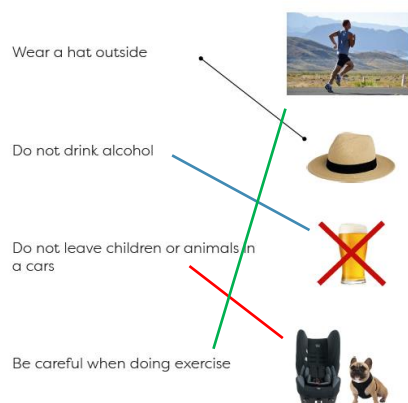 Wear a hat outside
Do not drink alcohol
Do not leave children or animals in
a cars
Be careful when doing exercise